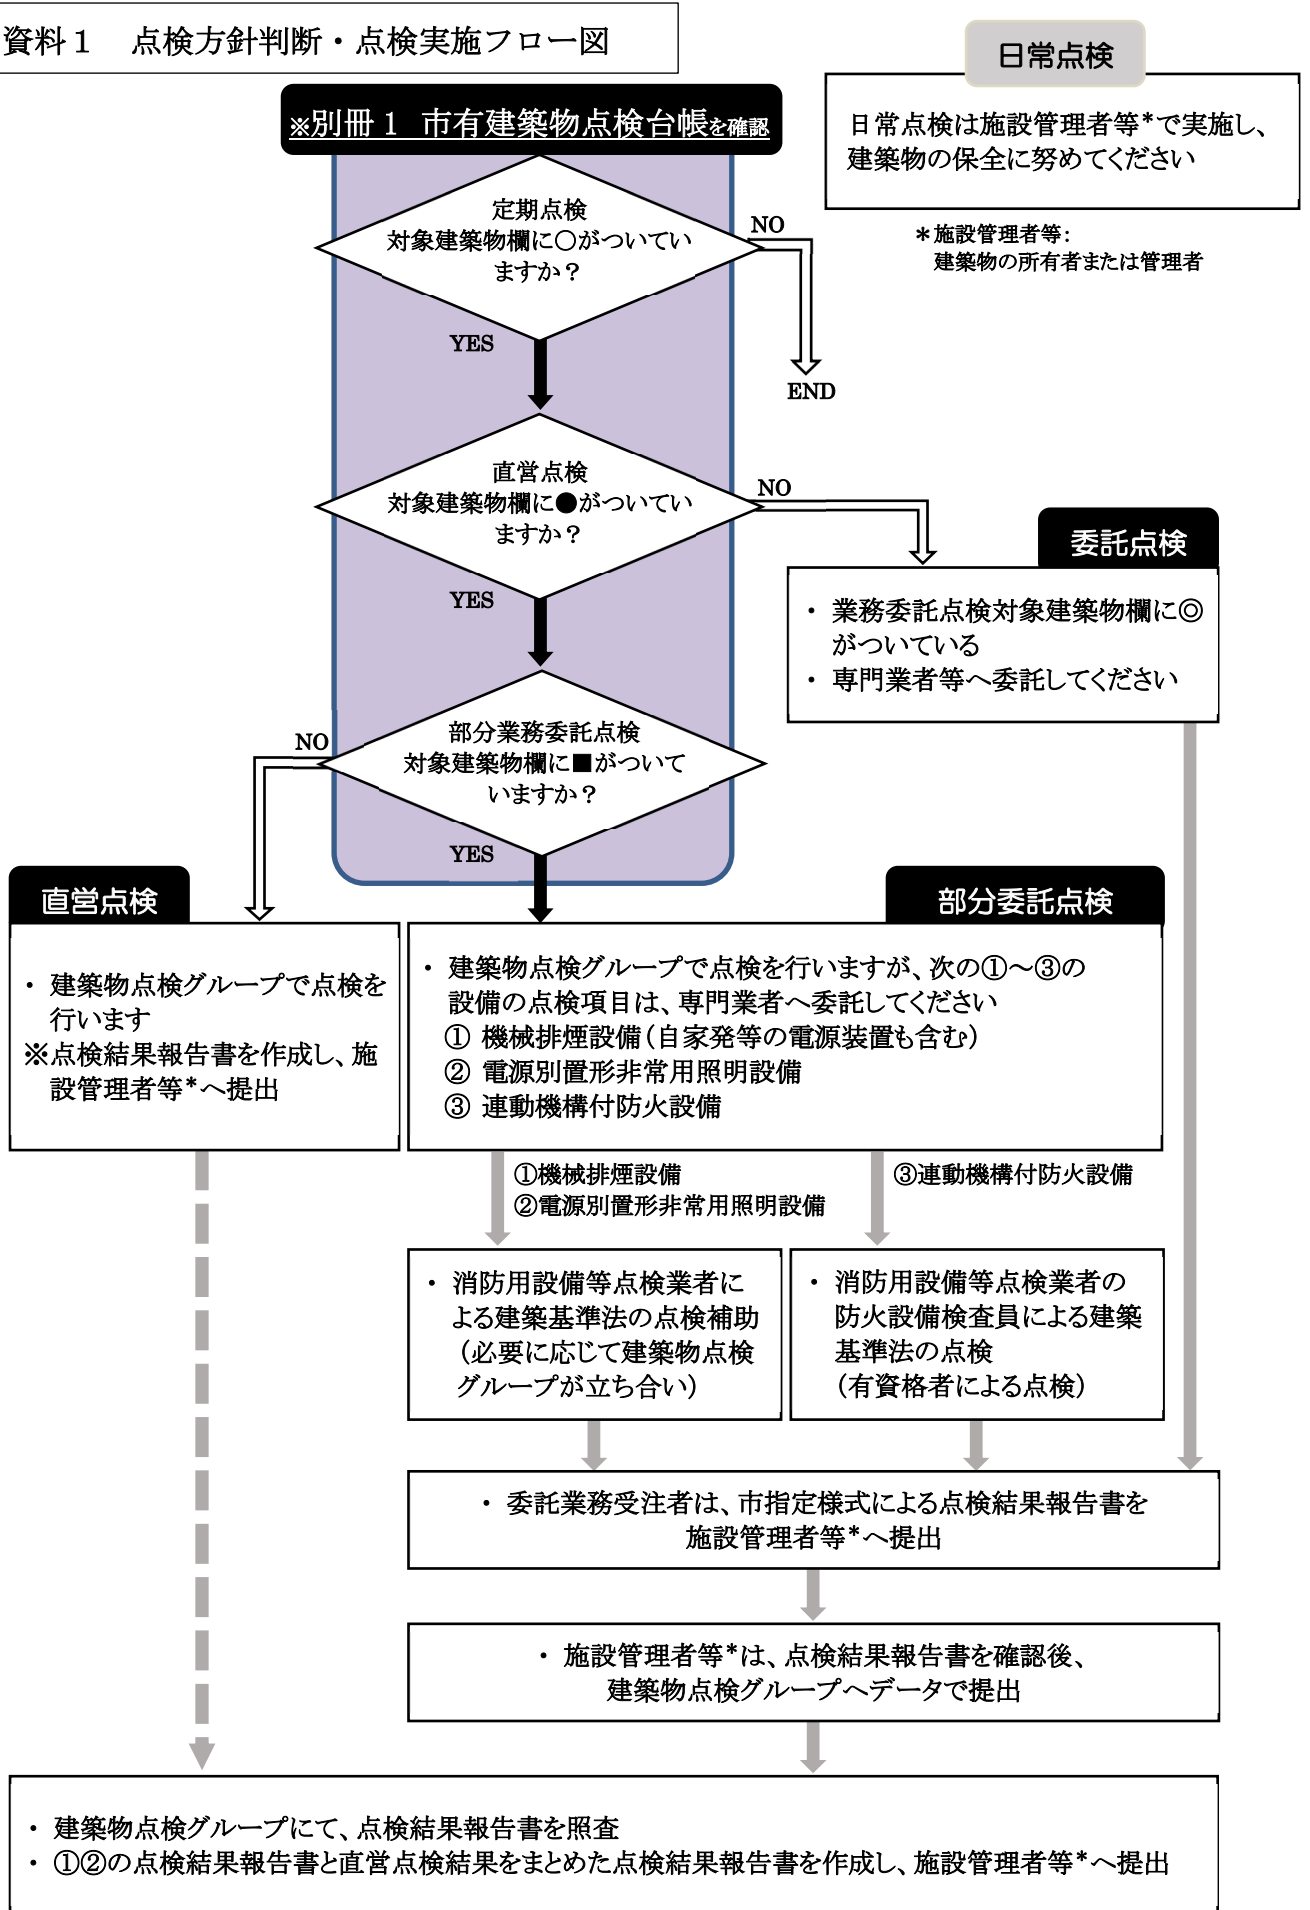 資料１　点検方針判断・点検実施フロー図
日常点検
日常点検は施設管理者等*で実施し、
建築物の保全に努めてください
＊施設管理者等：
建築物の所有者または管理者
※別冊１　市有建築物点検台帳を確認
定期点検
対象建築物欄に○がついてい
ますか？
NO
END
YES
直営点検
対象建築物欄に●がついてい
ますか？
NO
YES
委託点検
・ 業務委託点検対象建築物欄に◎
がついている
・ 専門業者等へ委託してください
部分業務委託点検
対象建築物欄に■がついて
いますか？
NO
YES
直営点検
・ 建築物点検グループで点検を
行います
※点検結果報告書を作成し、施
設管理者等*へ提出
部分委託点検
・ 建築物点検グループで点検を行いますが、次の①～③の
設備の点検項目は、専門業者へ委託してください
① 機械排煙設備（自家発等の電源装置も含む）
② 電源別置形非常用照明設備
③ 連動機構付防火設備
①機械排煙設備
②電源別置形非常用照明設備
③連動機構付防火設備
・ 消防用設備等点検業者に
よる建築基準法の点検補助
（必要に応じて建築物点検
グループが立ち合い）
・ 消防用設備等点検業者の
防火設備検査員による建築
基準法の点検
（有資格者による点検）
・ 委託業務受注者は、市指定様式による点検結果報告書を
施設管理者等*へ提出
・ 施設管理者等*は、点検結果報告書を確認後、
建築物点検グループへデータで提出
・ 建築物点検グループにて、点検結果報告書を照査
・ ①②の点検結果報告書と直営点検結果をまとめた点検結果報告書を作成し、施設管理者等*へ提出